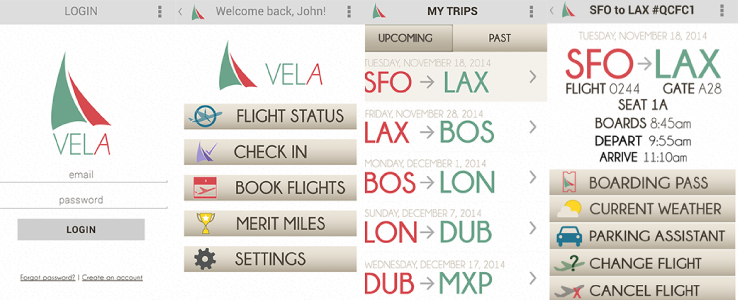 LOGIN
VELA
email
password
LOGIN
Forgot password? | Create an account
Welcome back, John!
VELA
FLIGHT STATUS
CHECK IN
BOOK FLIGHTS
MERIT MILES
SETTINGS
MY TRIPS
UPCOMING
PAST
TUESDAY, NOVEMBER 18, 2014
SFO → LAX
FRIDAY, NOVEMBER 28, 2014
LAX → BOS
MONDAY, DECEMBER 1, 2014
BOS → LON
SUNDAY, DECEMBER 7, 2014
LON → DUB
WEDNESDAY, DECEMBER 17, 2014
DUB → MXP
SFO to LAX #QCFC1
TUESDAY, NOVEMBER 18, 2014
SFO → LAX
FLIGHT 0244 GATE A28
SEAT 1A
BOARDS 8:45am
DEPART 9:55am
ARRIVE 11:10am
BOARDING PASS
CURRENT WEATHER
PARKING ASSISTANT
CHANGE FLIGHT
CANCEL FLIGHT